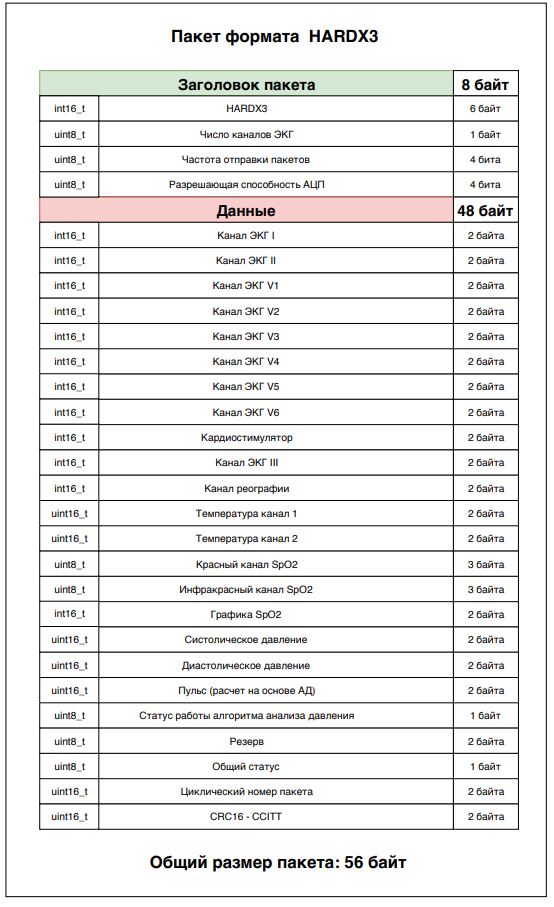 Пакет формата HARDX3
Заголовок пакета 8 байт
int16_t HARDX3 6 байт
uint8_t Число каналов ЭКГ 1 байт
uint8_t Частота отправки пакетов 4 бита
uint8_t Разрешающая способность АЦП 4 бита
Данные 48 байт
int16_t Канал ЭКГ I 2 байта
int16_t Канал ЭКГ II 2 байта
int16_t Канал ЭКГ V1 2 байта
int16_t Канал ЭКГ V2 2 байта
int16_t Канал ЭКГ V3 2 байта
int16_t Канал ЭКГ V4 2 байта
int16_t Канал ЭКГ V5 2 байта
int16_t Канал ЭКГ V6 2 байта
int16_t Кардиостимулятор 2 байта
int16_t Канал ЭКГ III 2 байта
int16_t Канал реографии 2 байта
uint16_t Температура канал 1 2 байта
uint16_t Температура канал 2 2 байта
uint8_t Красный канал SpO2 3 байта
uint8_t Инфракрасный канал SpO2 3 байта
int16_t Графика SpO2 2 байта
uint16_t Систолическое давление 2 байта
uint16_t Диастолическое давление 2 байта
uint16_t Пульс (расчет на основе АД) 2 байта
uint8_t Статус работы алгоритма анализа давления 1 байт
uint8_t Резерв 2 байта
uint8_t Общий статус 1 байт
uint16_t Циклический номер пакета 2 байта
uint16_t CRC16 - CCITT 2 байта
Общий размер пакета: 56 байт